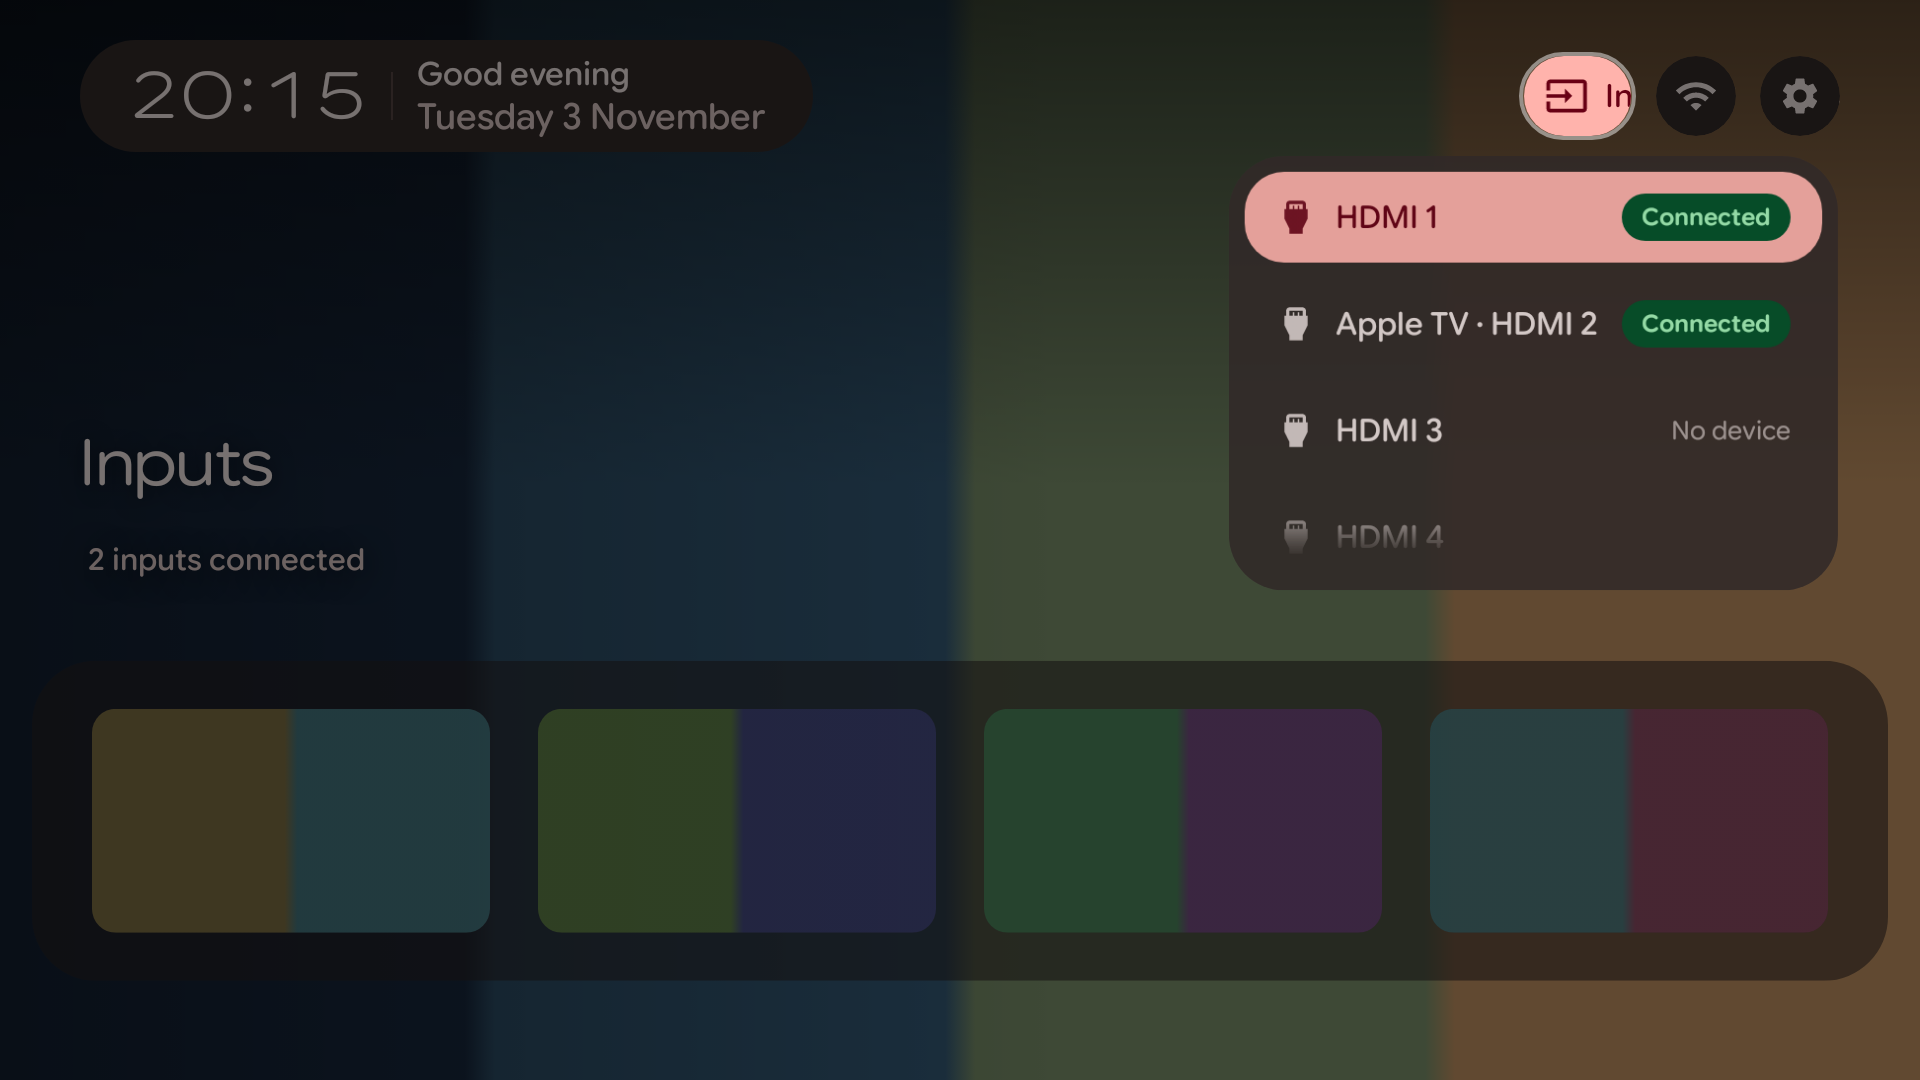 20:15
Good evening
Tuesday 3 November
In
HDMI 1
Connected
Apple TV · HDMI 2
Connected
HDMI 3
No device
HDMI 4
Inputs
2 inputs connected